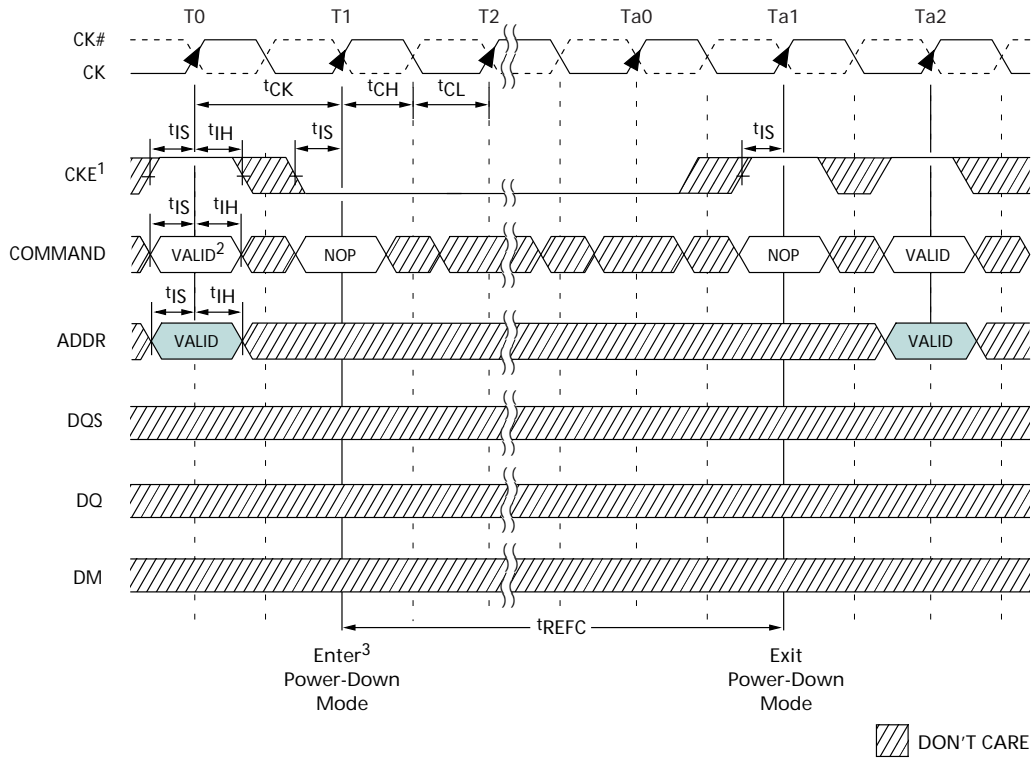 T0 T1 T2 Ta0 Ta1 Ta2
CK#
CK
tCK tCH tCL
tIS tIH tIS tIS
CKE1
tIS tIH
COMMAND VALID2 NOP NOP VALID
tIS tIH
ADDR VALID VALID
DQS
DQ
DM
tREFC
Enter3
Power-Down
Mode
Exit
Power-Down
Mode
DON'T CARE